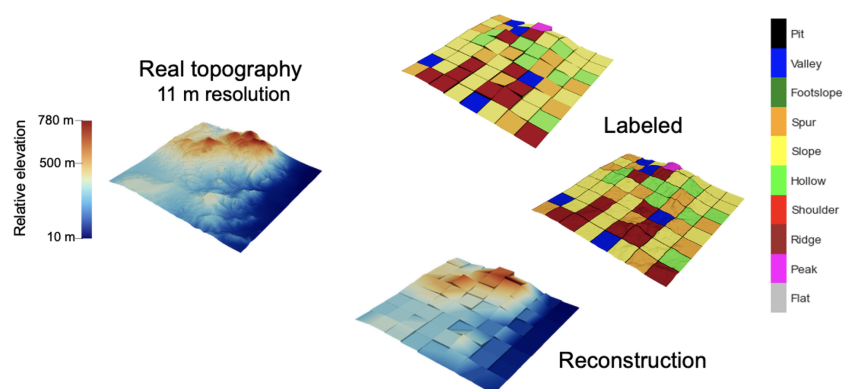 Real topography
11 m resolution
Relative elevation
780 m
500 m
10 m
Labeled
Reconstruction
Pit
Valley
Footslope
Spur
Slope
Hollow
Shoulder
Ridge
Peak
Flat